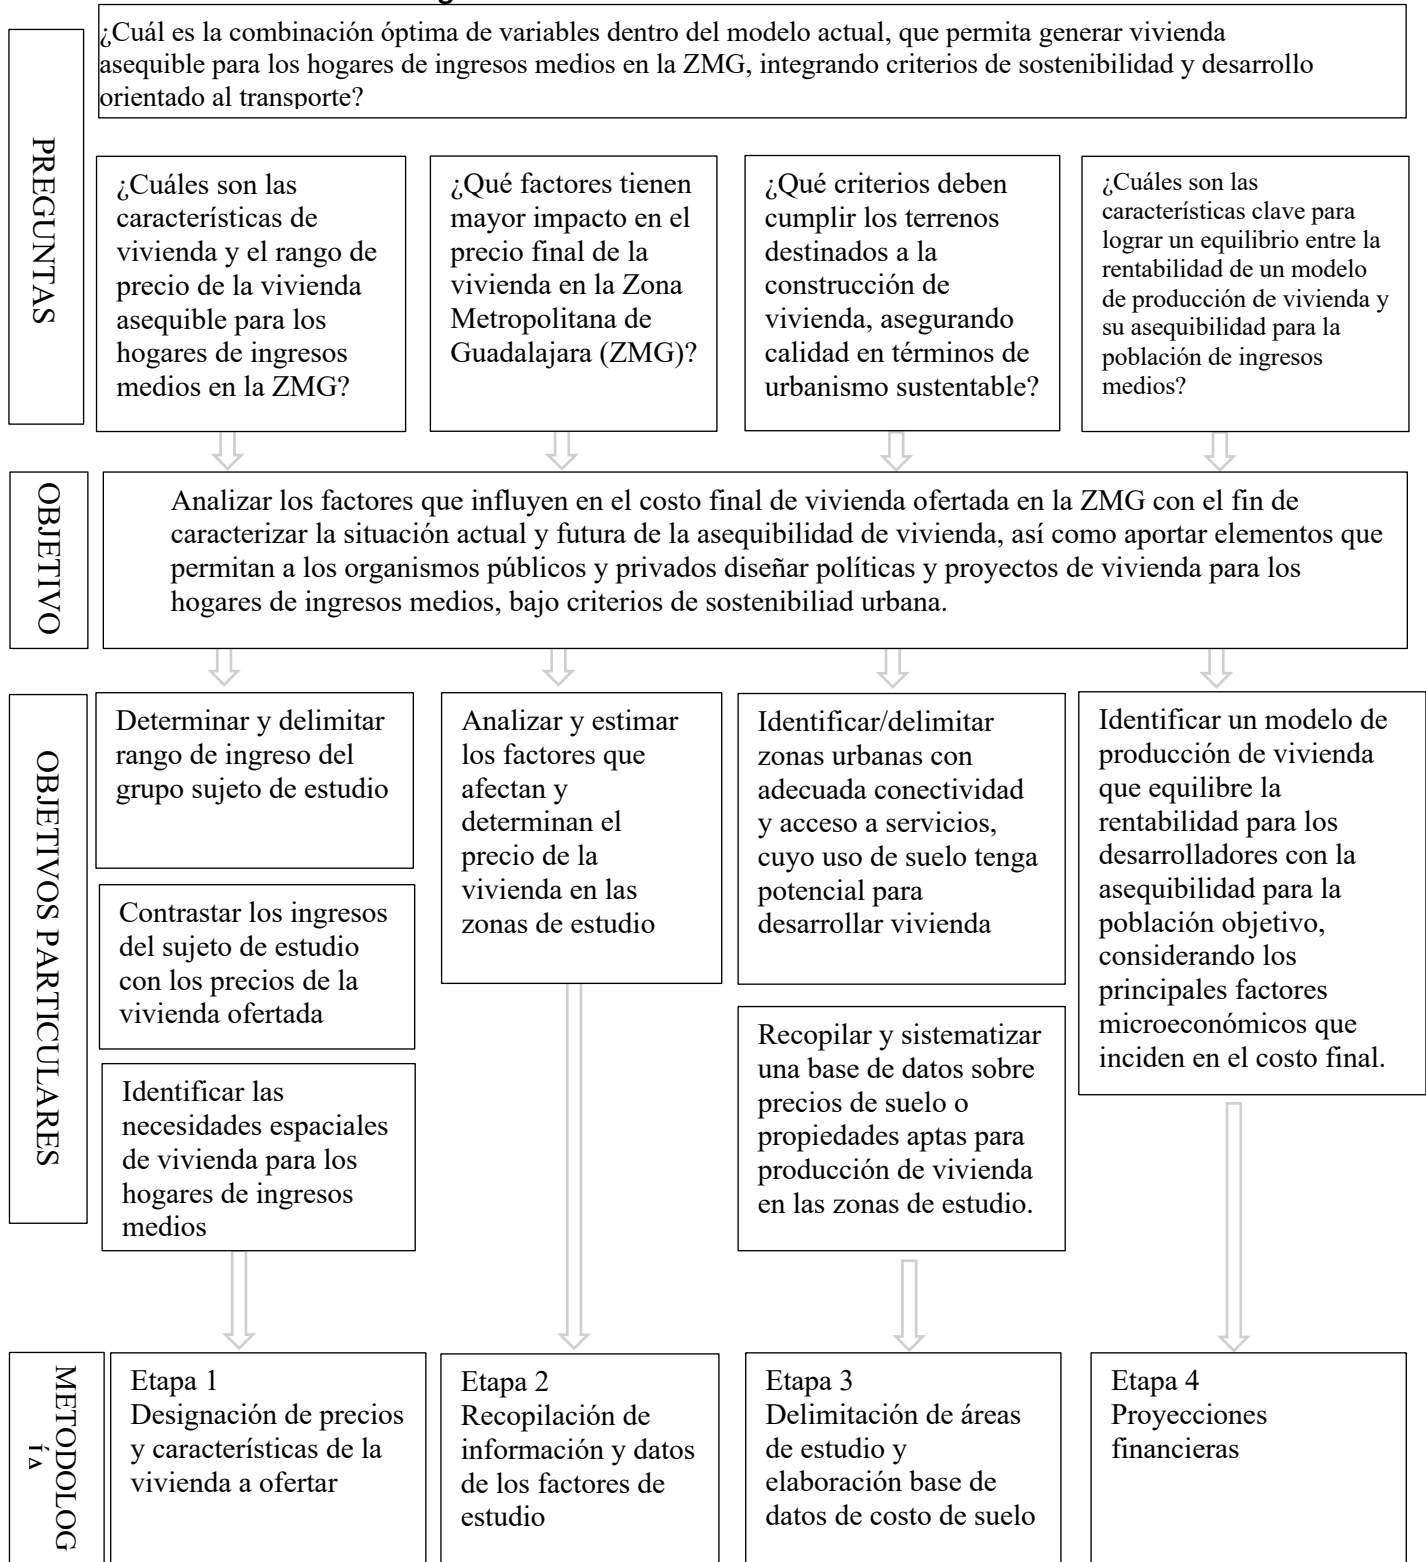 ¿Cuál es la combinación óptima de variables dentro del modelo actual, que permita generar vivienda
asequible para los hogares de ingresos medios en la ZMG, integrando criterios de sostenibilidad y desarrollo
orientado al transporte?
PREGUNTAS
¿Cuáles son las
características de
vivienda y el rango de
precio de la vivienda
asequible para los
hogares de ingresos
medios en la ZMG?
¿Qué factores tienen
mayor impacto en el
precio final de la
vivienda en la Zona
Metropolitana de
Guadalajara (ZMG)?
¿Qué criterios deben
cumplir los terrenos
destinados a la
construcción de
vivienda, asegurando
calidad en términos de
urbanismo sustentable?
¿Cuáles son las
características clave para
lograr un equilibrio entre la
rentabilidad de un modelo
de producción de vivienda y
su asequibilidad para la
población de ingresos
medios?
OBJETIVO
Analizar los factores que influyen en el costo final de vivienda ofertada en la ZMG con el fin de
caracterizar la situación actual y futura de la asequibilidad de vivienda, así como aportar elementos que
permitan a los organismos públicos y privados diseñar políticas y proyectos de vivienda para los
hogares de ingresos medios, bajo criterios de sostenibiliad urbana.
OBJETIVOS PARTICULARES
Determinar y delimitar
rango de ingreso del
grupo sujeto de estudio
Contrastar los ingresos
del sujeto de estudio
con los precios de la
vivienda ofertada
Identificar las
necesidades espaciales
de vivienda para los
hogares de ingresos
medios
Analizar y estimar
los factores que
afectan y
determinan el
precio de la
vivienda en las
zonas de estudio
Identificar/delimitar
zonas urbanas con
adecuada conectividad
y acceso a servicios,
cuyo uso de suelo tenga
potencial para
desarrollar vivienda
Recopilar y sistematizar
una base de datos sobre
precios de suelo o
propiedades aptas para
producción de vivienda
en las zonas de estudio.
Identificar un modelo de
producción de vivienda
que equilibre la
rentabilidad para los
desarrolladores con la
asequibilidad para la
población objetivo,
considerando los
principales factores
microeconómicos que
inciden en el costo final.
METODOLOG
ÍA
Etapa 1
Designación de precios
y características de la
vivienda a ofertar
Etapa 2
Recopilación de
información y datos
de los factores de
estudio
Etapa 3
Delimitación de áreas
de estudio y
elaboración base de
datos de costo de suelo
Etapa 4
Proyecciones
financieras